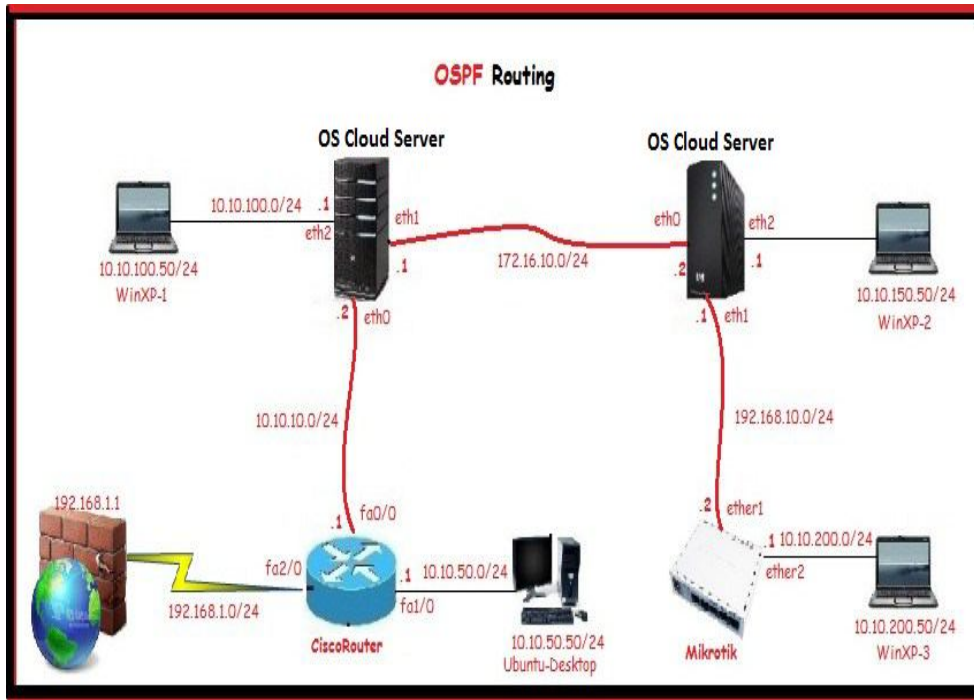 OSPF Routing
OS Cloud Server
OS Cloud Server
10.10.100.0/24
.1
eth2
eth1
.1
eth0
eth2
172.16.10.0/24
.2
.1
10.10.100.50/24
WinXP-1
10.10.150.50/24
WinXP-2
.2
eth0
.1
eth1
10.10.10.0/24
192.168.10.0/24
192.168.1.1
.1
fa0/0
.2
ether1
fa2/0
.1
10.10.50.0/24
fa1/0
.1
10.10.200.0/24
ether2
192.168.1.0/24
CiscoRouter
10.10.50.50/24
Ubuntu-Desktop
Mikrotik
10.10.200.50/24
WinXP-3